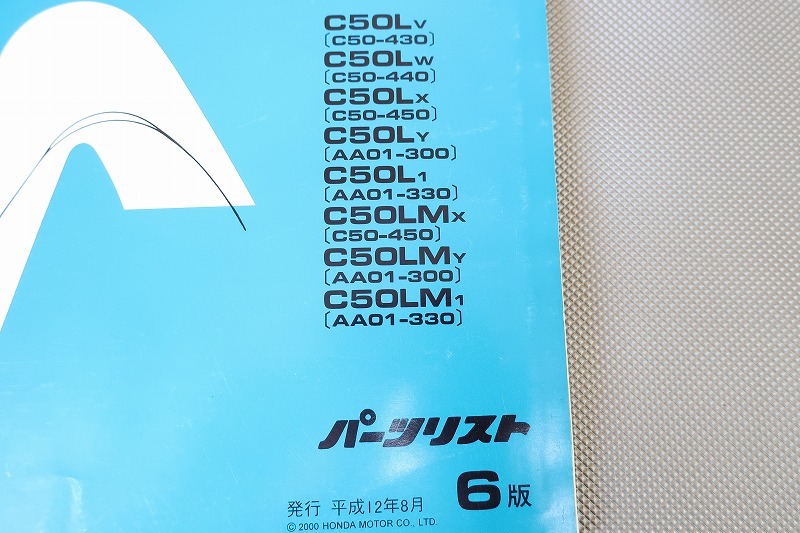 C50LV
〔C50-430〕
C50LW
〔C50-440〕
C50LX
〔C50-450〕
C50LY
〔AA01-300〕
C50L1
〔AA01-330〕
C50LMX
〔C50-450〕
C50LMY
〔AA01-300〕
C50LM1
〔AA01-330〕
パーツリスト
発行 平成12年8月 6版
© 2000 HONDA MOTOR CO., LTD.